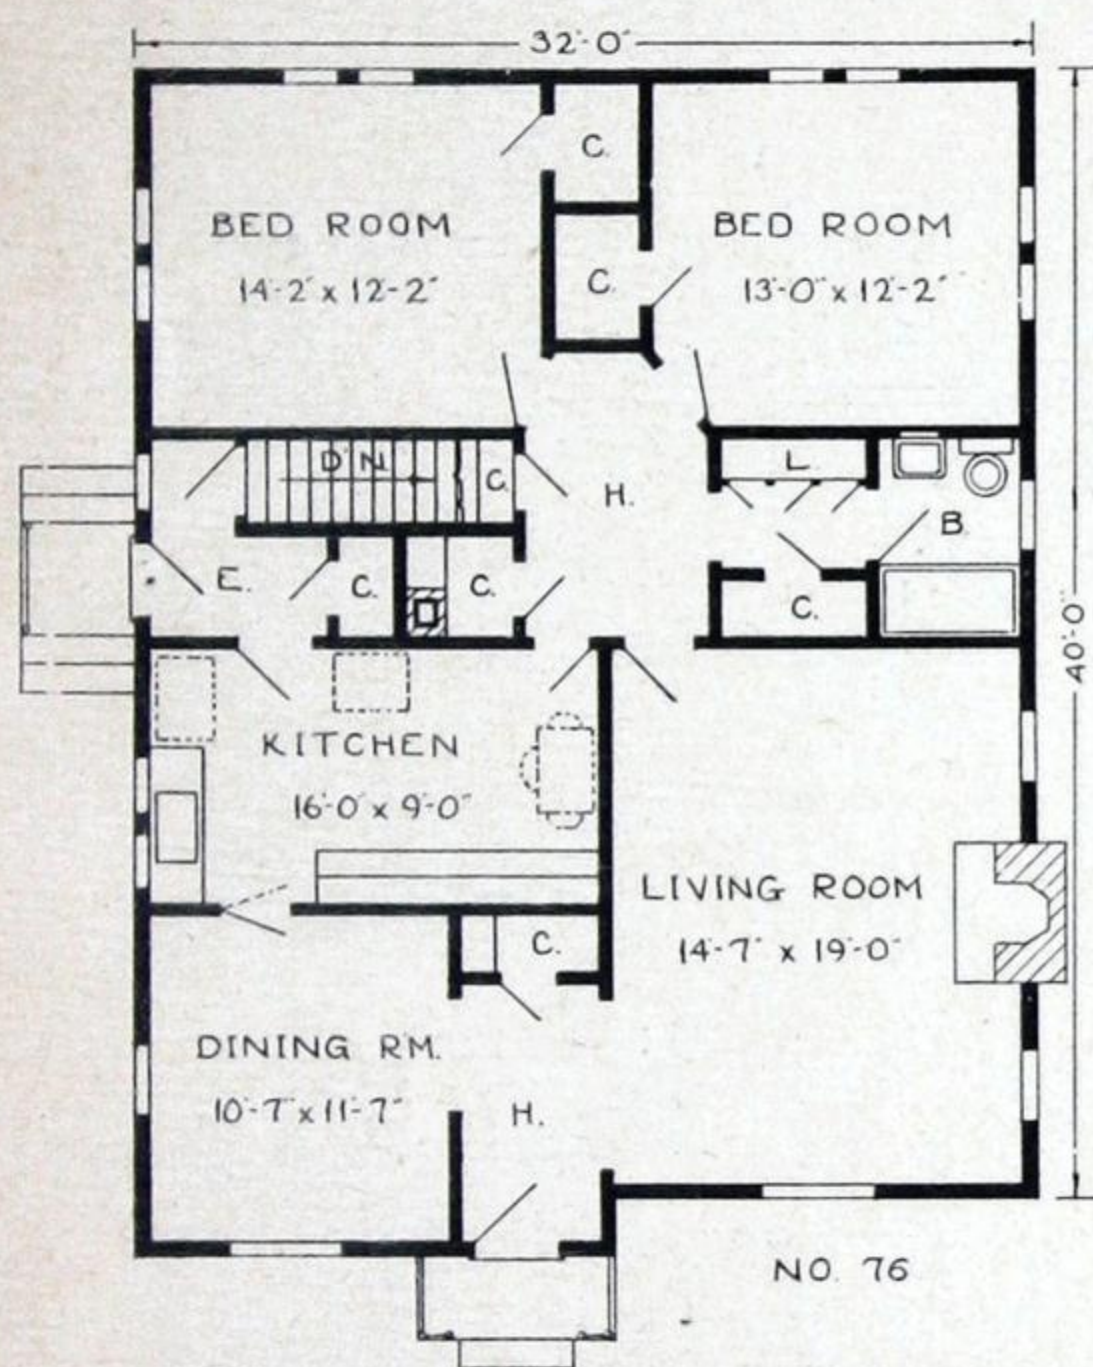 32'-0"
C.
BED ROOM
14'-2" x 12'-2"
C.
BED ROOM
13'-0" x 12'-2"
D'N.
C.
H.
L.
B.
E.
C.
C.
C.
40'-0"
KITCHEN
16'-0" x 9'-0"
LIVING ROOM
14'-7" x 19'-0"
C.
DINING RM.
10'-7" x 11'-7"
H.
NO. 76